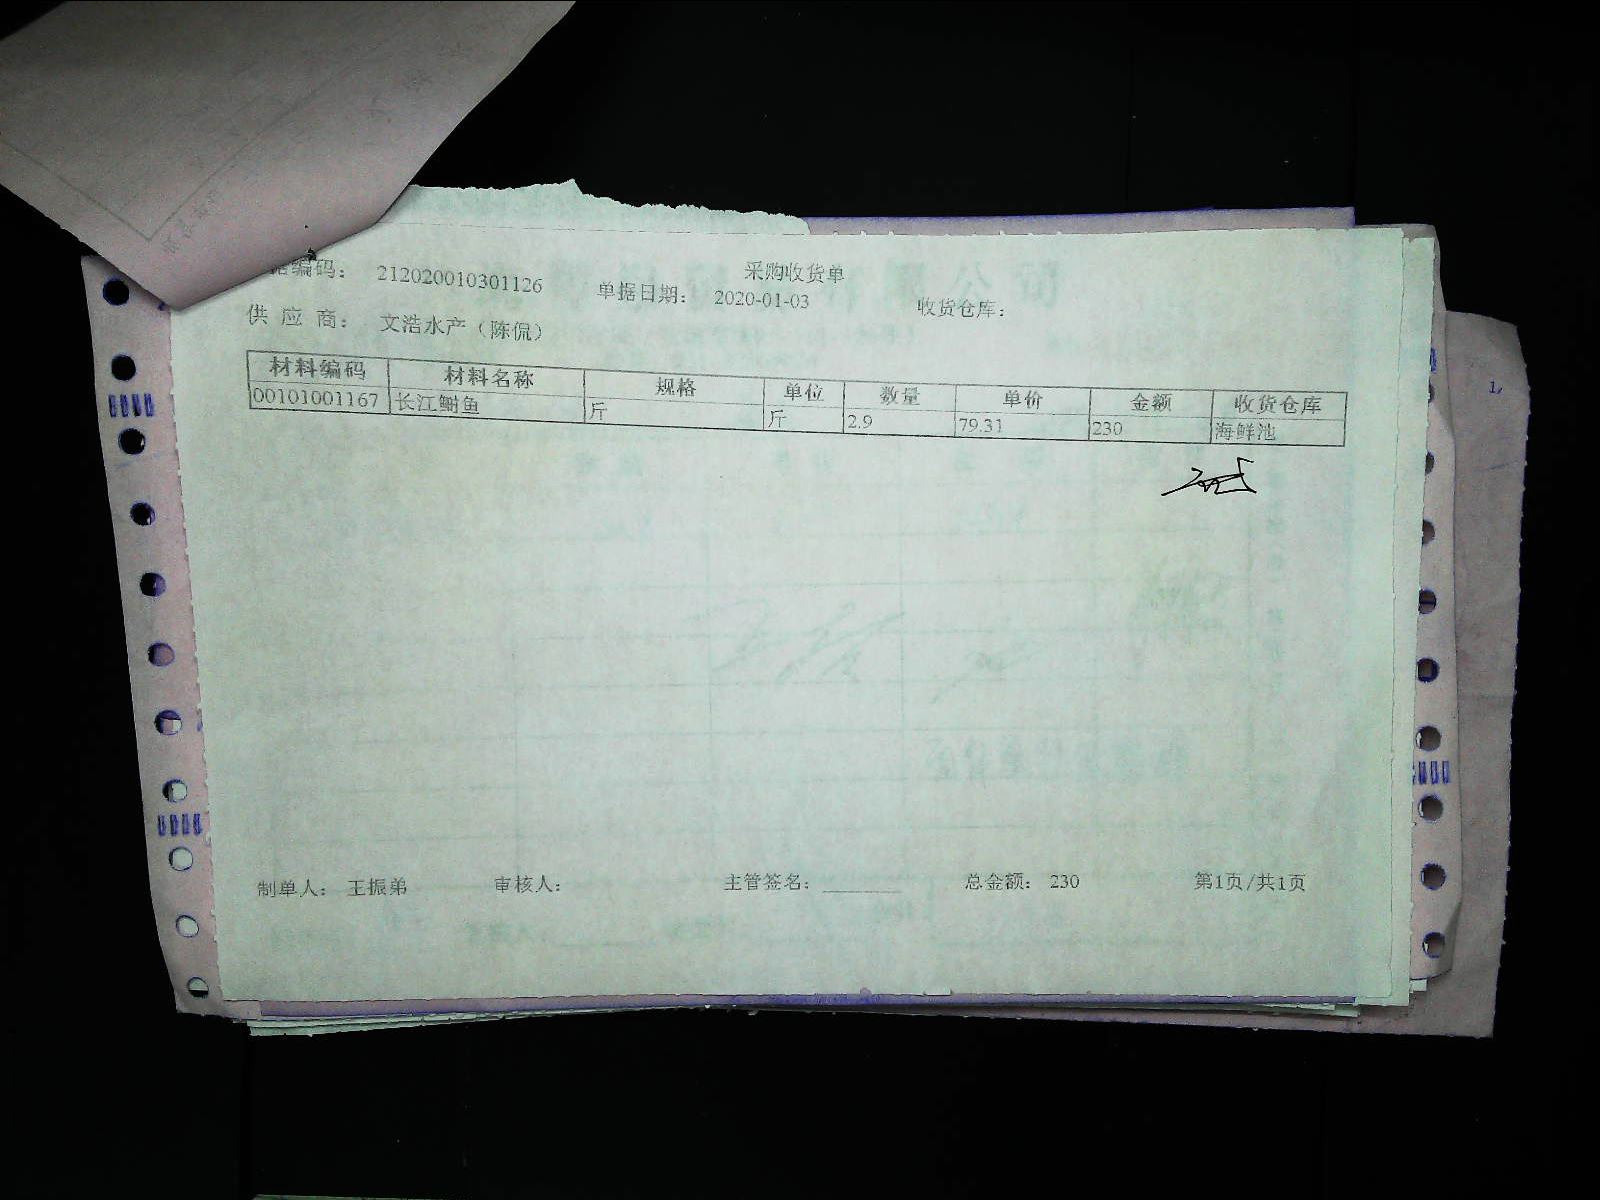 采购收货单
据编码： 212020010301126 单据日期： 2020-01-03 收货仓库：
供 应 商： 文浩水产（陈侃）
材料编码 材料名称 规格 单位 数量 单价 金额 收货仓库
00101001167 长江鲥鱼 斤 斤 2.9 79.31 230 海鲜池
制单人： 王振弟 审核人： 主管签名： 总金额： 230 第1页/共1页